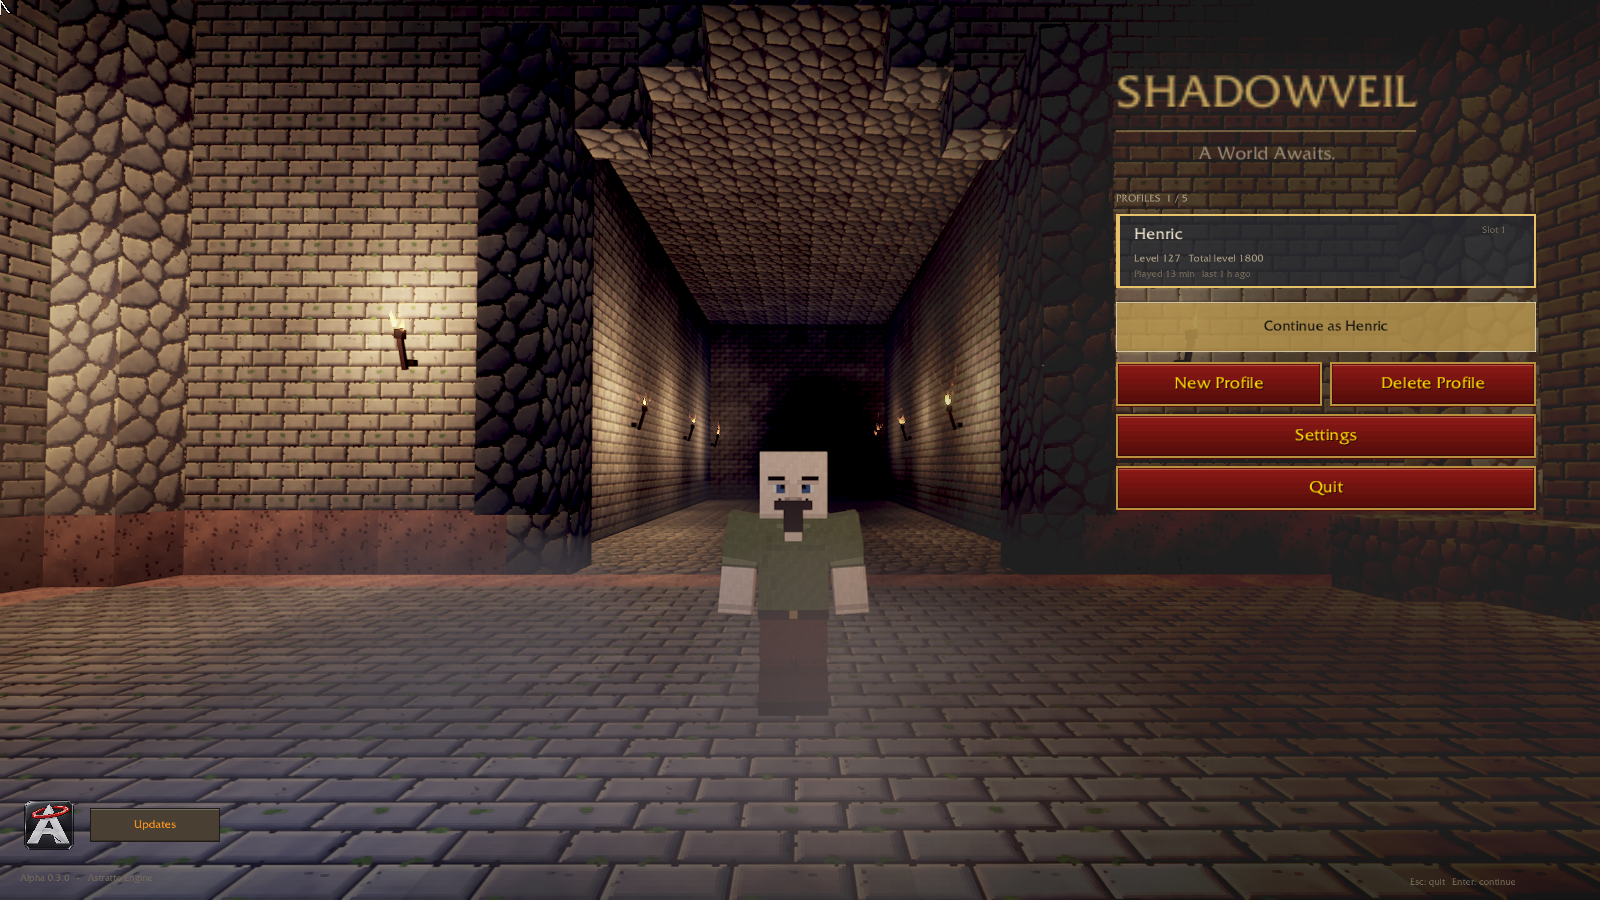 SHADOWVEIL
A World Awaits.
PROFILES 1 / 5
Henric
Slot 1
Level 127 Total level 1800
Played 13 min last 1 h ago
Continue as Henric
New Profile
Delete Profile
Settings
Quit
A
Updates
Alpha 0.3.0 - Astratto Engine
Esc: quit Enter: continue